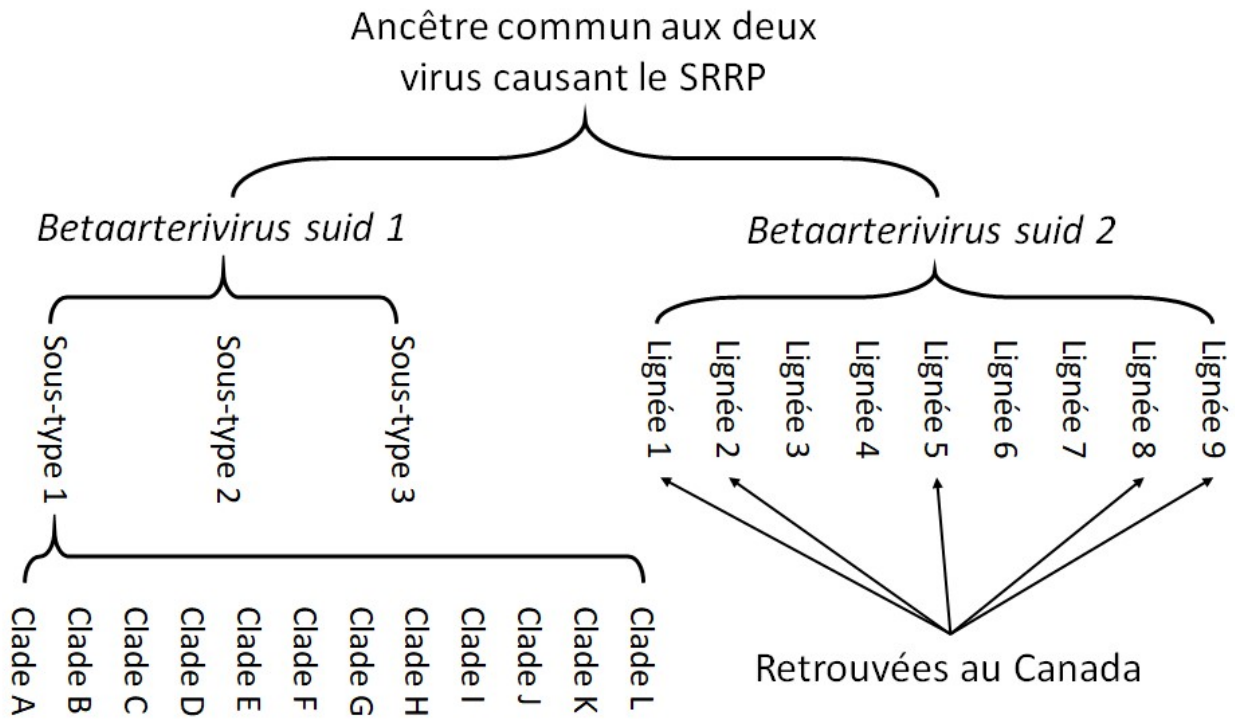 Ancêtre commun aux deux
virus causant le SRRP
Betaarterivirus suid 1
Betaarterivirus suid 2
Sous-type 1
Sous-type 2
Sous-type 3
Lignée 1
Lignée 2
Lignée 3
Lignée 4
Lignée 5
Lignée 6
Lignée 7
Lignée 8
Lignée 9
Clade A
Clade B
Clade C
Clade D
Clade E
Clade F
Clade G
Clade H
Clade I
Clade J
Clade K
Clade L
Retrouvées au Canada